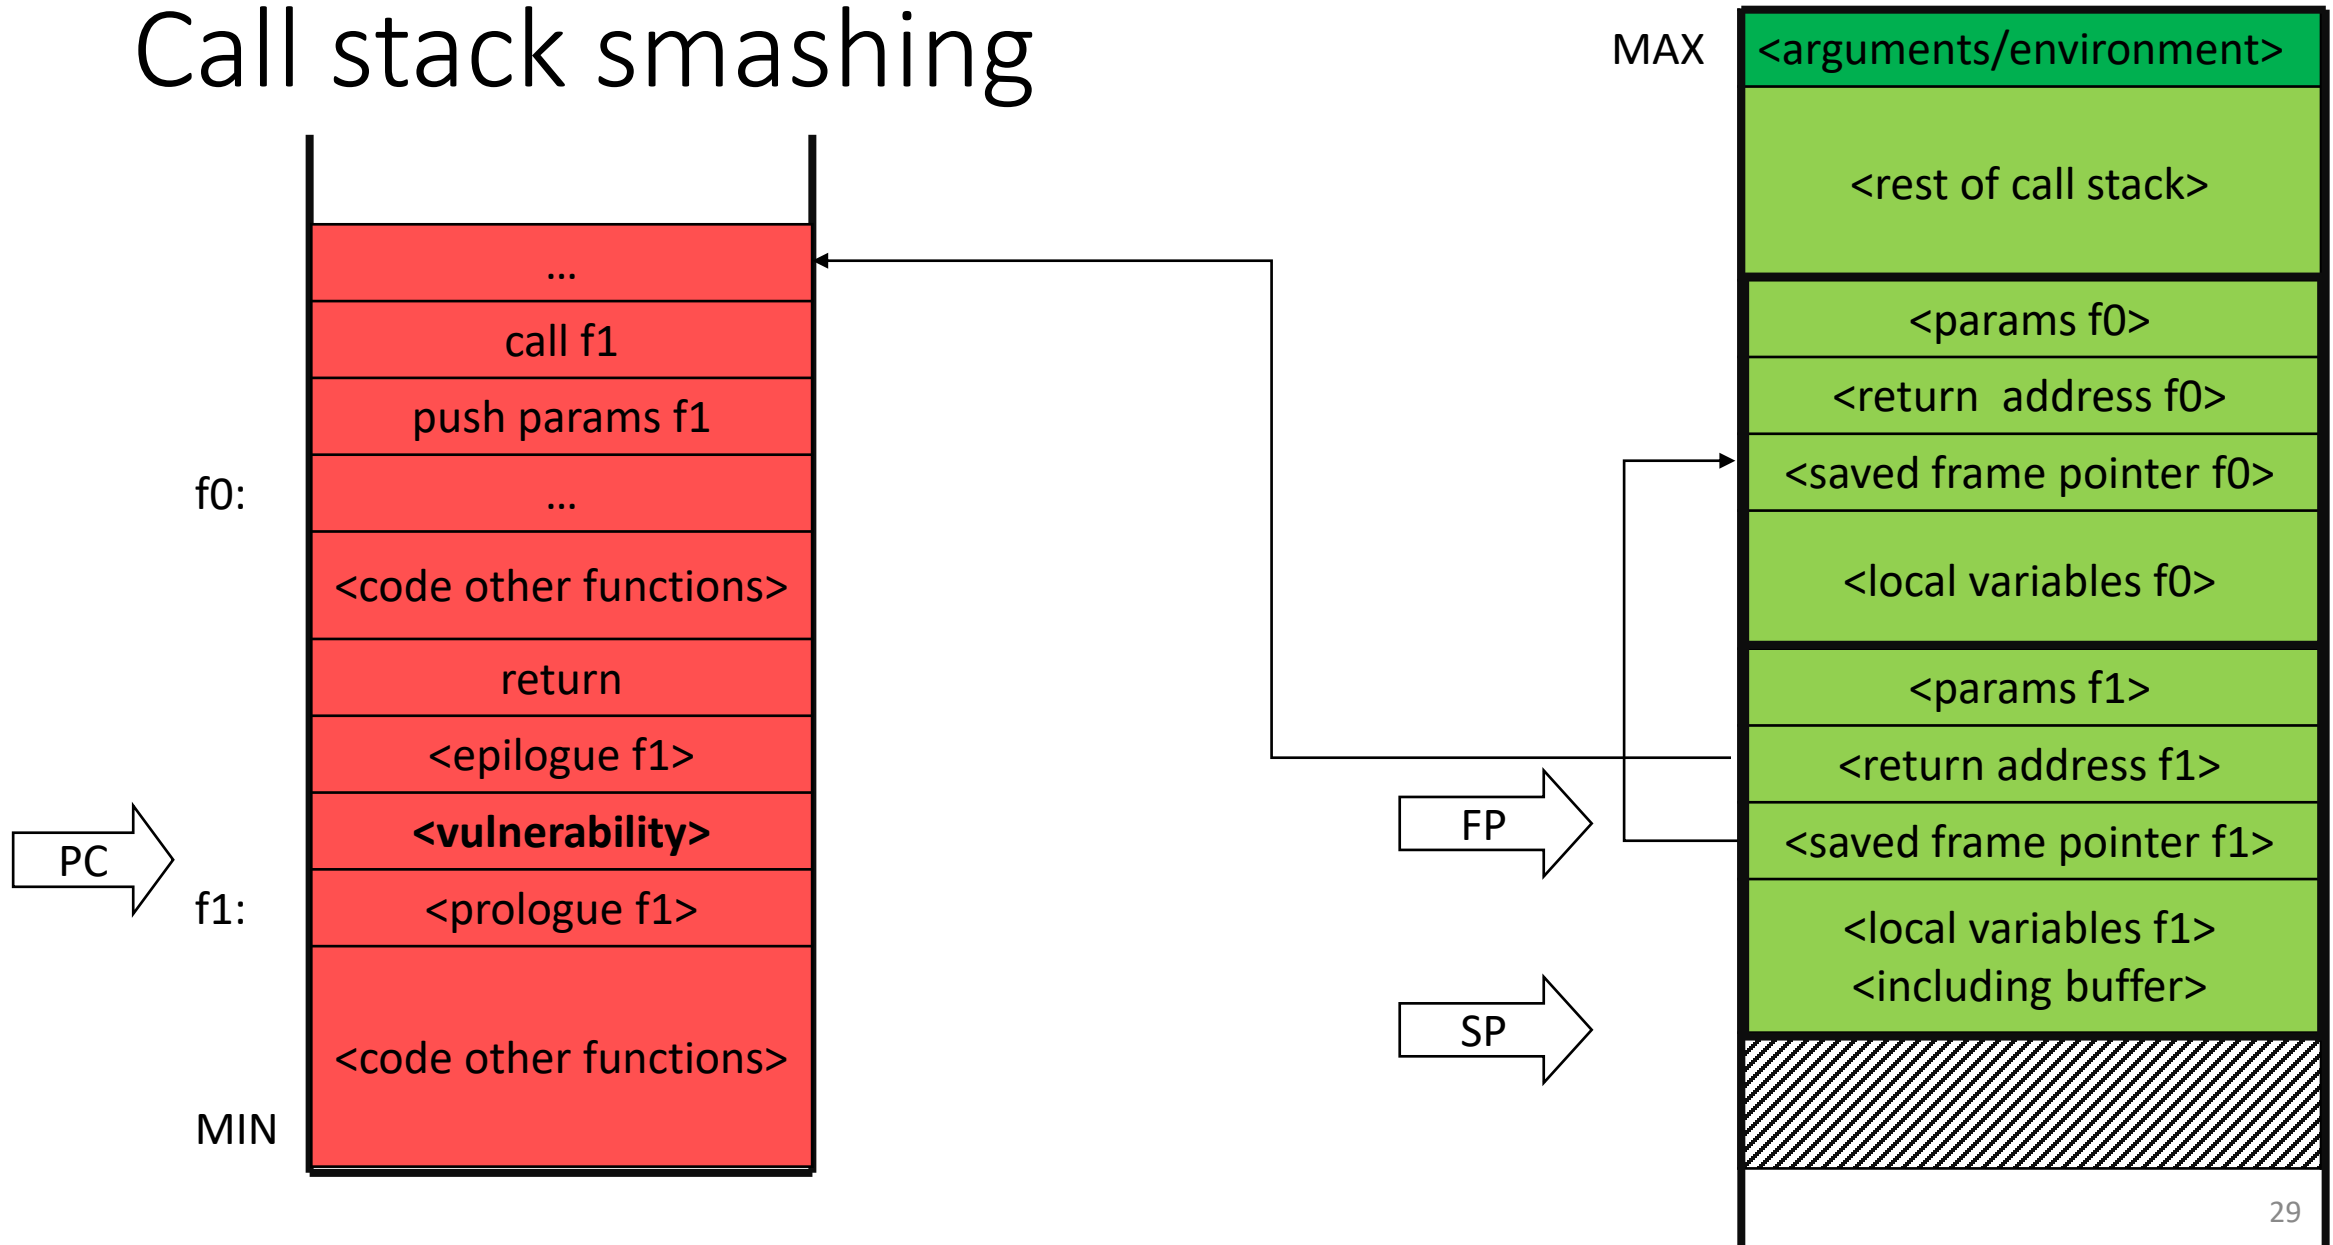 Call stack smashing
...
call f1
push params f1
f0:
...
<code other functions>
return
<epilogue f1>
<vulnerability>
PC
f1:
<prologue f1>
<code other functions>
MIN
MAX
<arguments/environment>
<rest of call stack>
<params f0>
<return  address f0>
<saved frame pointer f0>
<local variables f0>
<params f1>
<return address f1>
FP
<saved frame pointer f1>
<local variables f1>
<including buffer>
SP
29